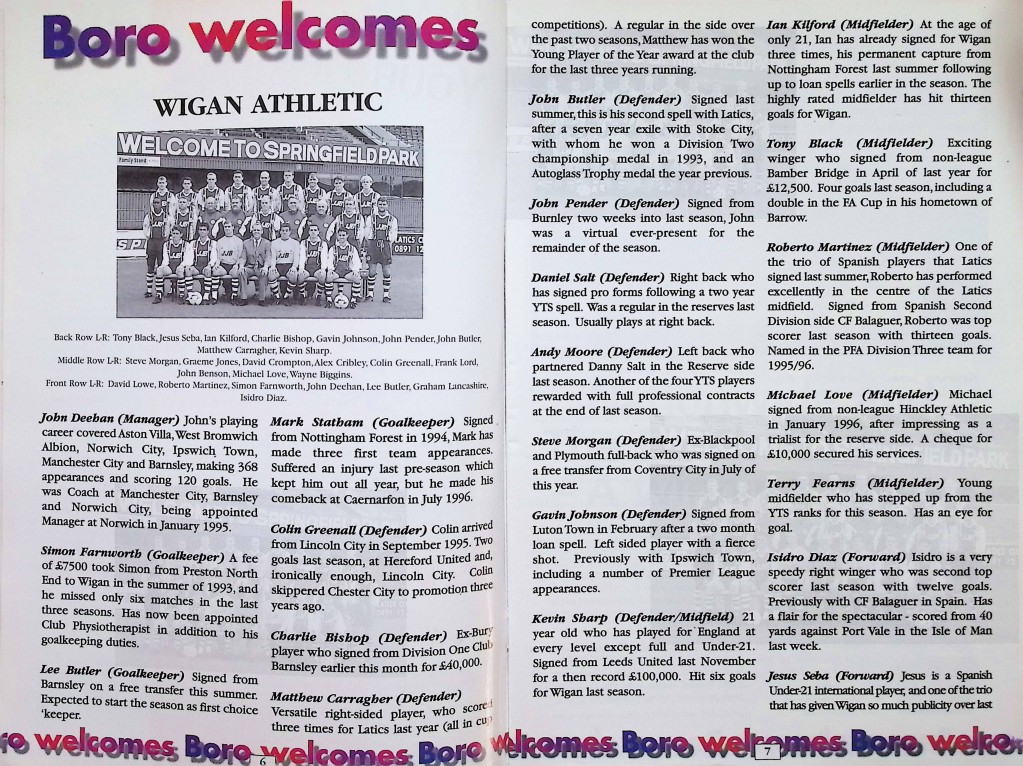 Boro welcomes
WIGAN ATHLETIC
WELCOME TO SPRINGFIELD PARK
Family Stand
Back Row L-R: Tony Black, Jesus Seba, Ian Kilford, Charlie Bishop, Gavin Johnson, John Pender, John Butler,
Matthew Carragher, Kevin Sharp.
Middle Row L-R: Steve Morgan, Graeme Jones, David Crompton, Alex Cribley, Colin Greenall, Frank Lord,
John Benson, Michael Love, Wayne Biggins.
Front Row L-R: David Lowe, Roberto Martinez, Simon Farnworth, John Deehan, Lee Butler, Graham Lancashire,
Isidro Diaz.
John Deehan (Manager) John's playing
career covered Aston Villa, West Bromwich
Albion, Norwich City, Ipswich Town,
Manchester City and Barnsley, making 368
appearances and scoring 120 goals. He
was Coach at Manchester City, Barnsley
and Norwich City, being appointed
Manager at Norwich in January 1995.
Simon Farnworth (Goalkeeper) A fee
of £7500 took Simon from Preston North
End to Wigan in the summer of 1993, and
he missed only six matches in the last
three seasons. Has now been appointed
Club Physiotherapist in addition to his
goalkeeping duties.
Lee Butler (Goalkeeper) Signed from
Barnsley on a free transfer this summer.
Expected to start the season as first choice
'keeper.
Mark Statham (Goalkeeper) Signed
from Nottingham Forest in 1994, Mark has
made three first team appearances.
Suffered an injury last pre-season which
kept him out all year, but he made his
comeback at Caernarfon in July 1996.
Colin Greenall (Defender) Colin arrived
from Lincoln City in September 1995. Two
goals last season, at Hereford United and,
ironically enough, Lincoln City. Colin
skippered Chester City to promotion three
years ago.
Charlie Bishop (Defender) Ex-Bury
player who signed from Division One Club
Barnsley earlier this month for £40,000.
Matthew Carragher (Defender)
Versatile right-sided player, who scored
three times for Latics last year (all in cup
competitions). A regular in the side over
the past two seasons, Matthew has won the
Young Player of the Year award at the club
for the last three years running.
John Butler (Defender) Signed last
summer, this is his second spell with Latics,
after a seven year exile with Stoke City,
with whom he won a Division Two
championship medal in 1993, and an
Autoglass Trophy medal the year previous.
John Pender (Defender) Signed from
Burnley two weeks into last season, John
was a virtual ever-present for the
remainder of the season.
Daniel Salt (Defender) Right back who
has signed pro forms following a two year
YTS spell. Was a regular in the reserves last
season. Usually plays at right back.
Andy Moore (Defender) Left back who
partnered Danny Salt in the Reserve side
last season. Another of the four YTS players
rewarded with full professional contracts
at the end of last season.
Steve Morgan (Defender) Ex-Blackpool
and Plymouth full-back who was signed on
a free transfer from Coventry City in July of
this year.
Gavin Johnson (Defender) Signed from
Luton Town in February after a two month
loan spell. Left sided player with a fierce
shot. Previously with Ipswich Town,
including a number of Premier League
appearances.
Kevin Sharp (Defender/Midfield) 21
year old who has played for England at
every level except full and Under-21.
Signed from Leeds United last November
for a then record £100,000. Hit six goals
for Wigan last season.
Ian Kilford (Midfielder) At the age of
only 21, Ian has already signed for Wigan
three times, his permanent capture from
Nottingham Forest last summer following
up to loan spells earlier in the season. The
highly rated midfielder has hit thirteen
goals for Wigan.
Tony Black (Midfielder) Exciting
winger who signed from non-league
Bamber Bridge in April of last year for
£12,500. Four goals last season, including a
double in the FA Cup in his hometown of
Barrow.
Roberto Martinez (Midfielder) One of
the trio of Spanish players that Latics
signed last summer, Roberto has performed
excellently in the centre of the Latics
midfield. Signed from Spanish Second
Division side CF Balaguer, Roberto was top
scorer last season with thirteen goals.
Named in the PFA Division Three team for
1995/96.
Michael Love (Midfielder) Michael
signed from non-league Hinckley Athletic
in January 1996, after impressing as a
trialist for the reserve side. A cheque for
£10,000 secured his services.
Terry Fearns (Midfielder) Young
midfielder who has stepped up from the
YTS ranks for this season. Has an eye for
goal.
Isidro Diaz (Forward) Isidro is a very
speedy right winger who was second top
scorer last season with twelve goals.
Previously with CF Balaguer in Spain. Has
a flair for the spectacular - scored from 40
yards against Port Vale in the Isle of Man
last week.
Jesus Seba (Forward) Jesus is a Spanish
Under-21 international player, and one of the trio
that has given Wigan so much publicity over last
ro welcomes Boro welcomes Boro welcomes Boro welcomes Boro welco
6
7